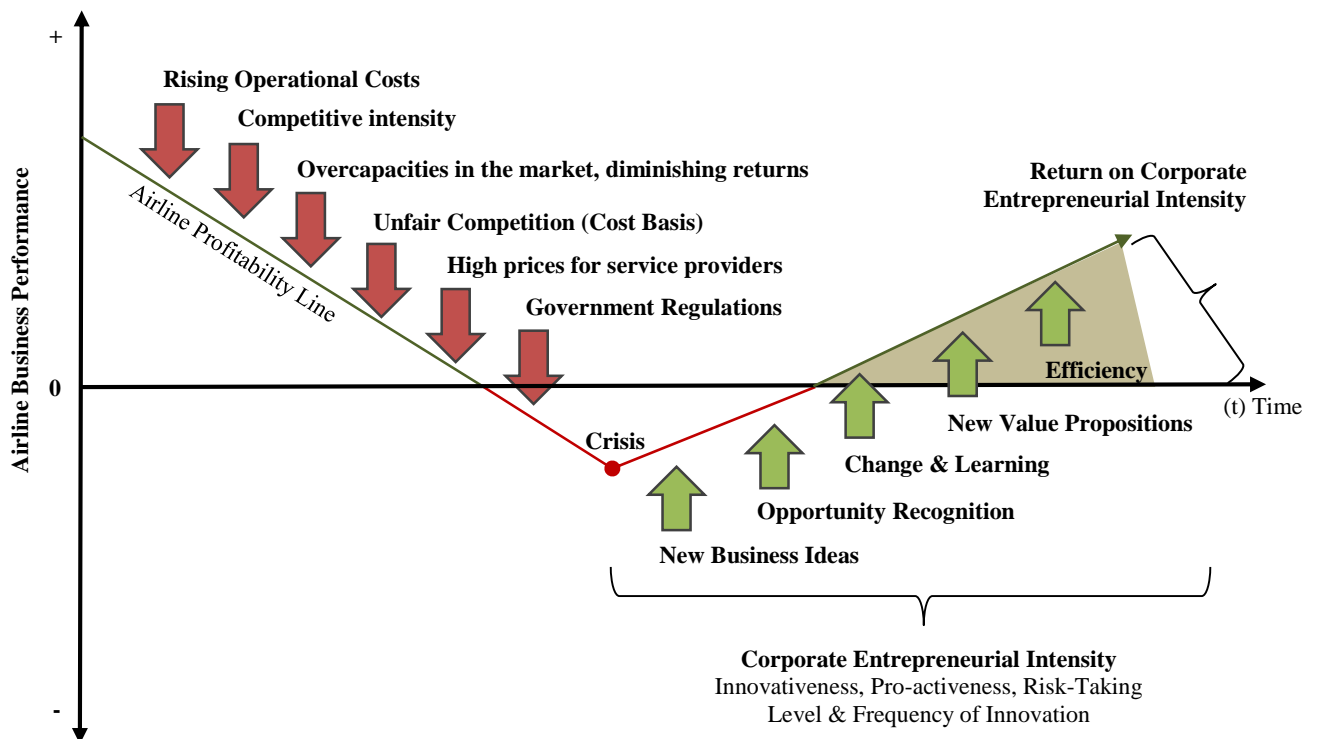 +
Rising Operational Costs
Competitive intensity
Overcapacities in the market, diminishing returns
Unfair Competition (Cost Basis)
High prices for service providers
Government Regulations
Airline Profitability Line
Airline Business Performance
Return on Corporate
Entrepreneurial Intensity
0
Efficiency
(t) Time
New Value Propositions
Crisis
Change & Learning
Opportunity Recognition
New Business Ideas
Corporate Entrepreneurial Intensity
Innovativeness, Pro-activeness, Risk-Taking
Level & Frequency of Innovation
-